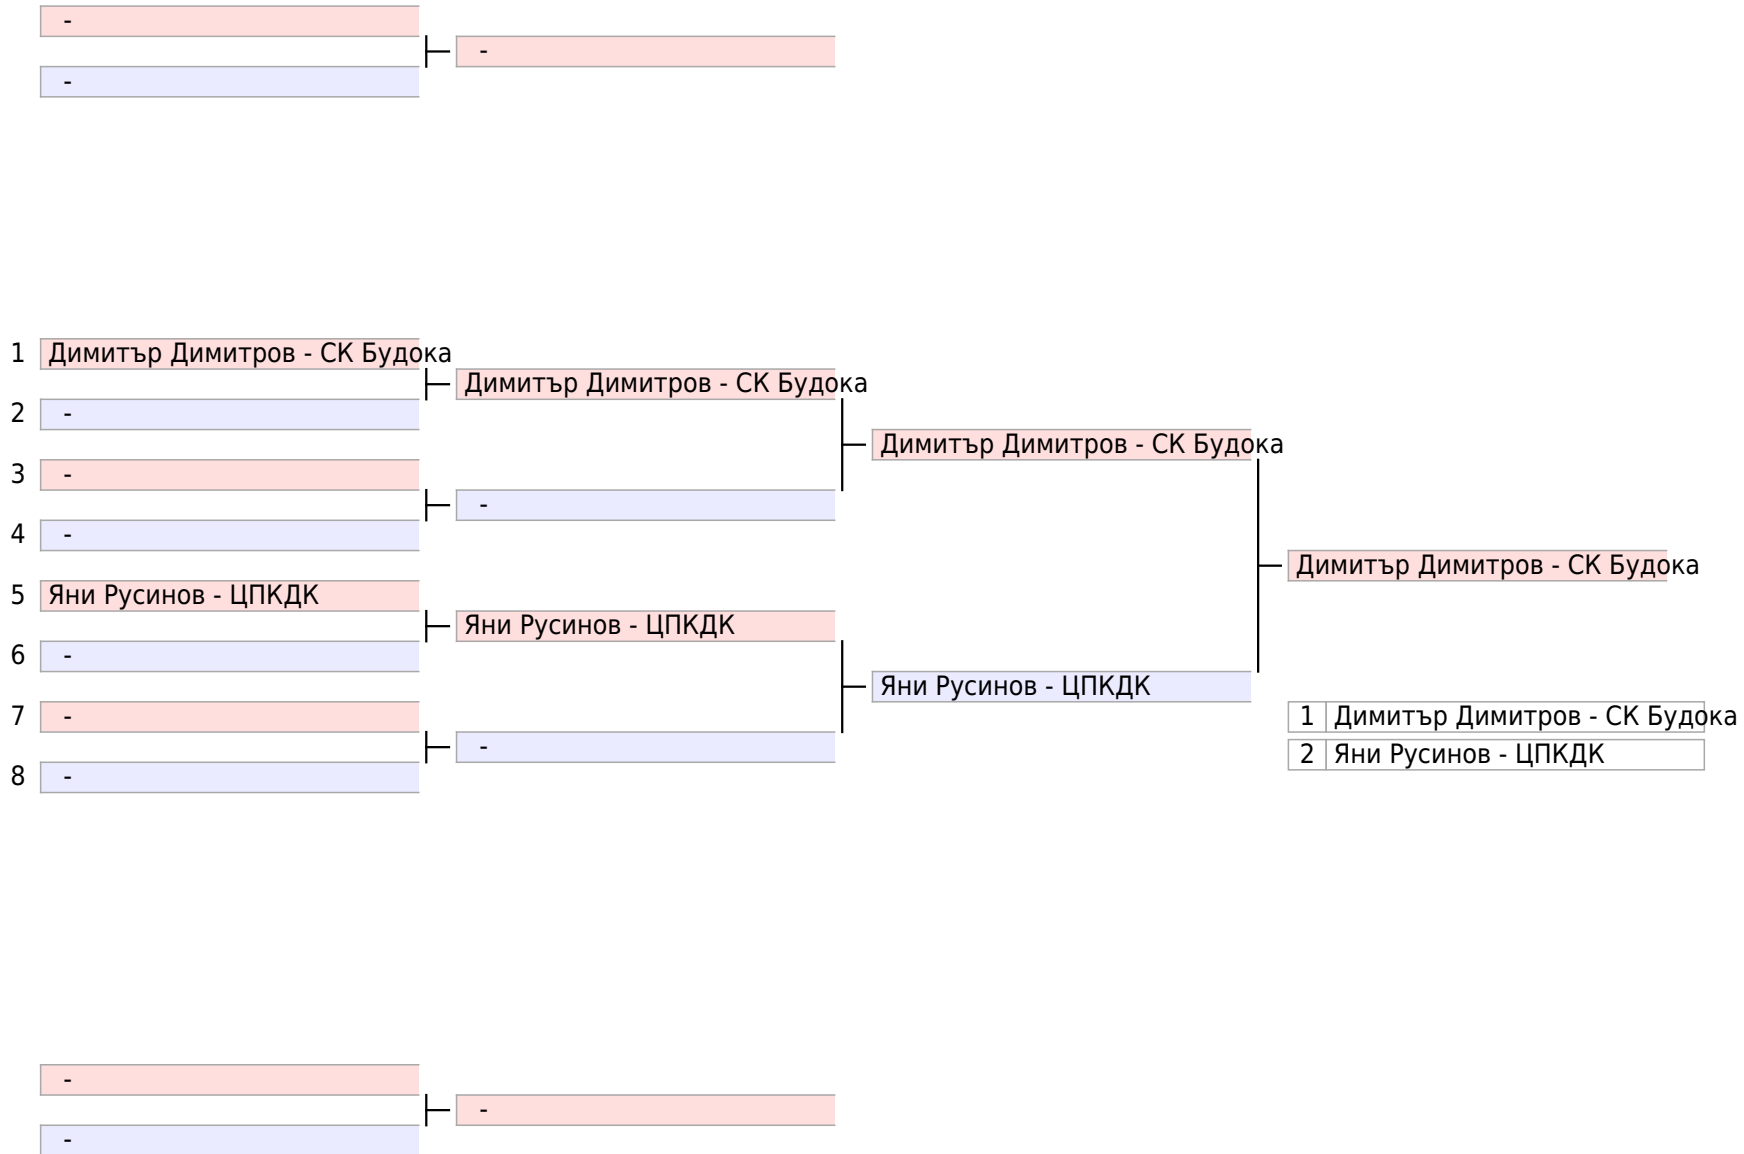 -
-
-
1 Димитър Димитров - СК Будока
Димитър Димитров - СК Будока
2 -
Димитър Димитров - СК Будока
3 -
-
4 -
Димитър Димитров - СК Будока
5 Яни Русинов - ЦПКДК
Яни Русинов - ЦПКДК
6 -
Яни Русинов - ЦПКДК
7 -
1 Димитър Димитров - СК Будока
-
2 Яни Русинов - ЦПКДК
8 -
-
-
-